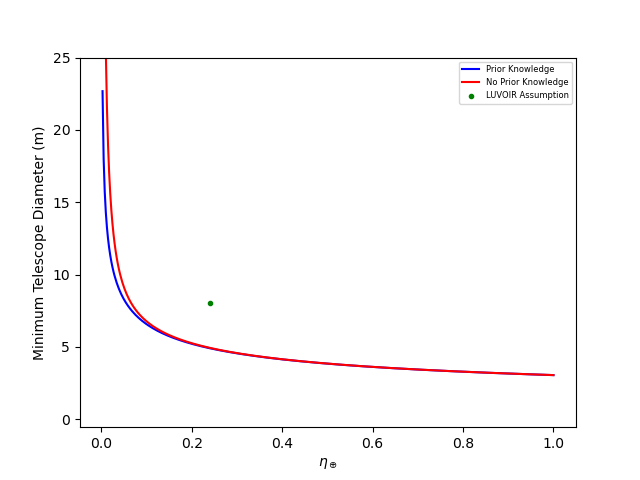 25
20
15
10
5
0
Minimum Telescope Diameter (m)
Prior Knowledge
No Prior Knowledge
LUVOIR Assumption
0.0 0.2 0.4 0.6 0.8 1.0
η⊕